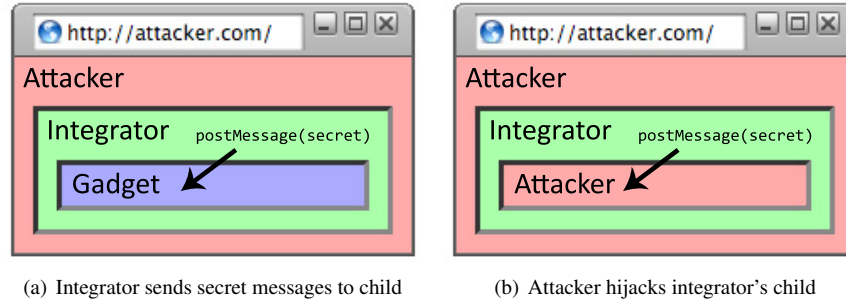 http://attacker.com/
Attacker
Integrator
postMessage(secret)
Gadget
(a) Integrator sends secret messages to child
http://attacker.com/
Attacker
Integrator
postMessage(secret)
Attacker
(b) Attacker hijacks integrator's child